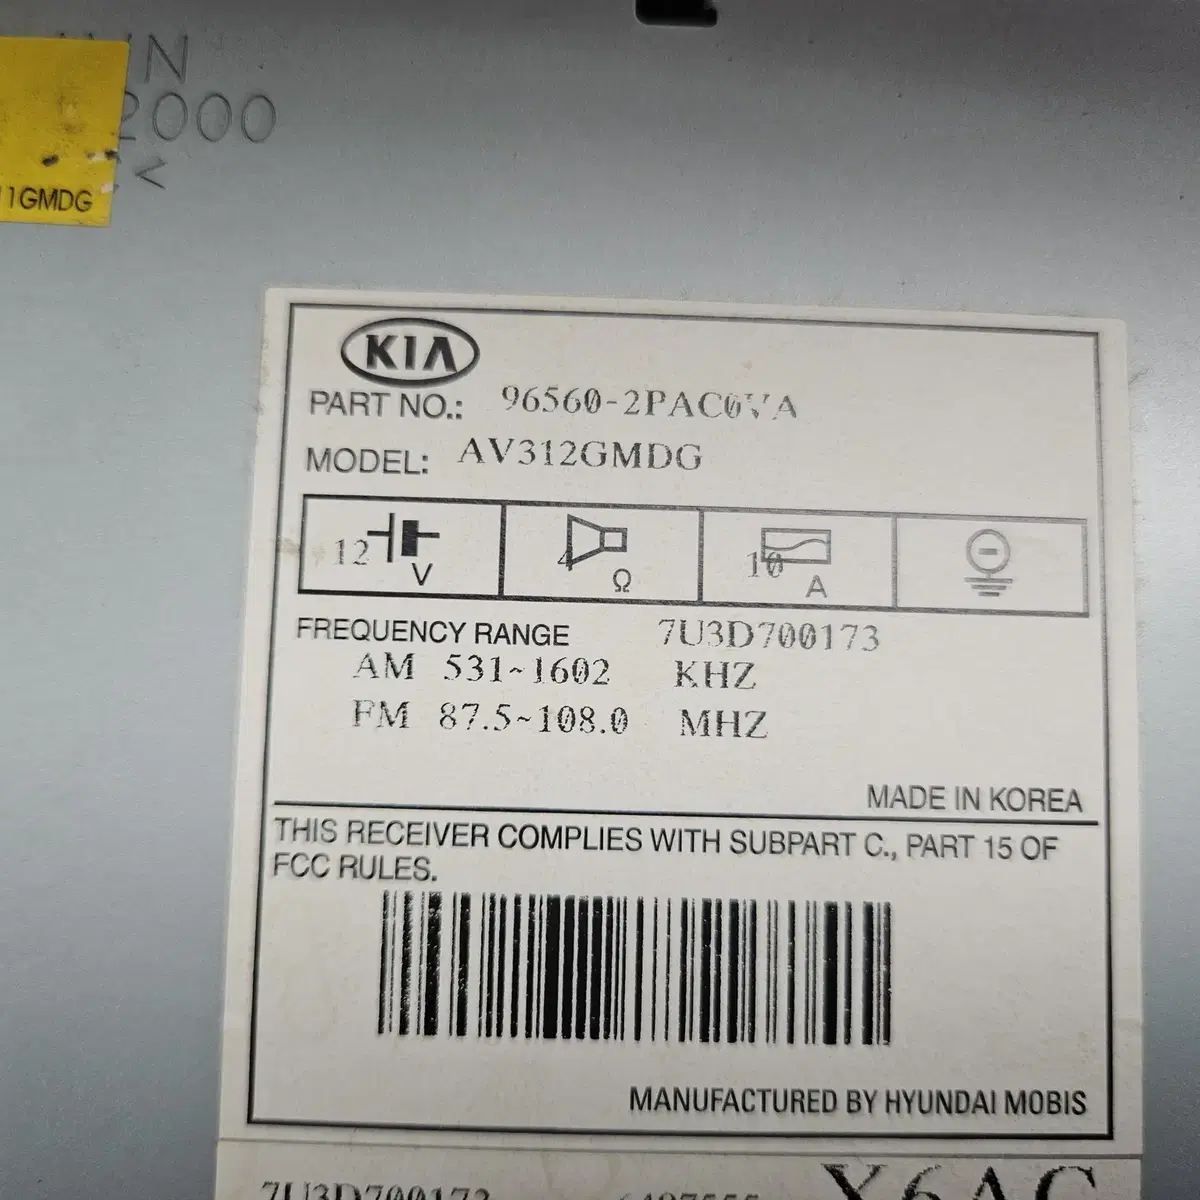 2000
1GMDG
KIA
PART NO.: 96560-2PAC0VA
MODEL: AV312GMDG
12 V
4 Ω
10 A
FREQUENCY RANGE 7U3D700173
AM 531~1602 KHZ
FM 87.5~108.0 MHZ
MADE IN KOREA
THIS RECEIVER COMPLIES WITH SUBPART C., PART 15 OF
FCC RULES.
MANUFACTURED BY HYUNDAI MOBIS
7U3D700173 X6AC